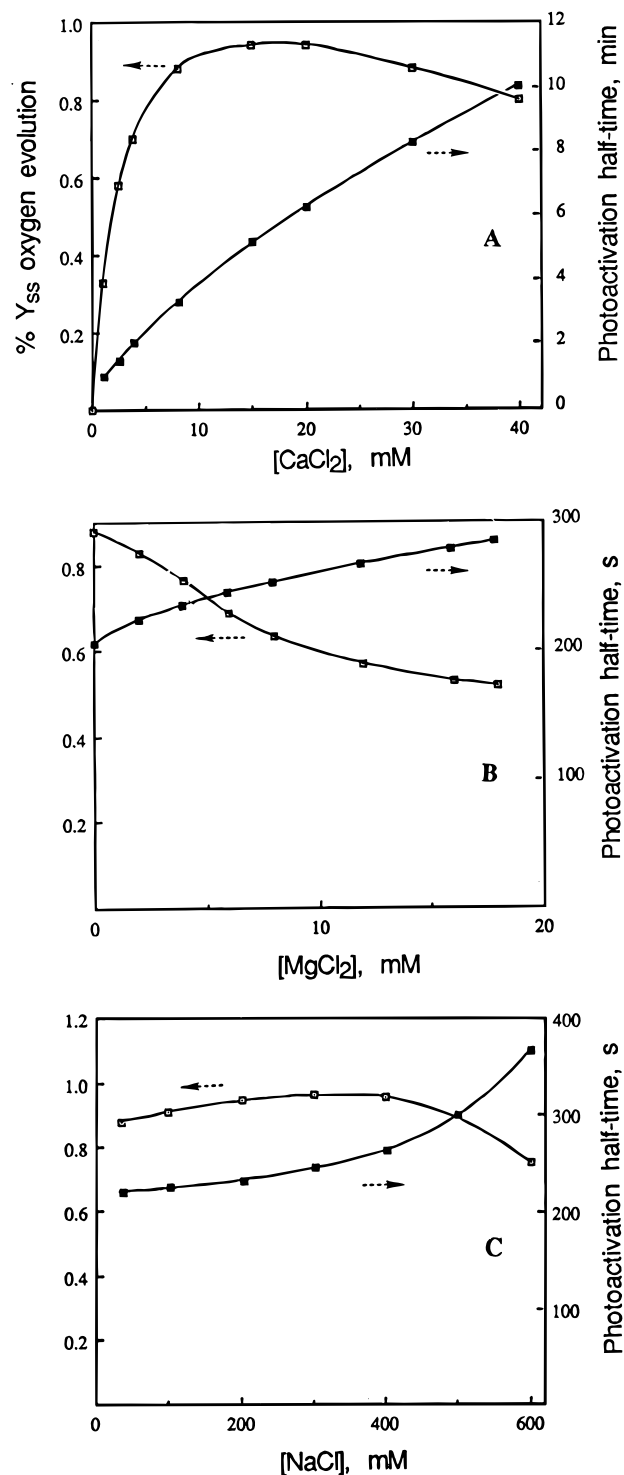 1.0
0.8
0.6
0.4
0.2
0
% YSS oxygen evolution
12
10
8
6
4
2
0
Photoactivation half-time, min
A
0 10 20 30 40
[CaCl2], mM
0.8
0.6
0.4
0.2
300
200
100
Photoactivation half-time, s
B
0 10 20
[MgCl2], mM
1.2
1.0
0.8
0.6
0.4
0.2
400
300
200
100
Photoactivation half-time, s
C
0 200 400 600
[NaCl], mM